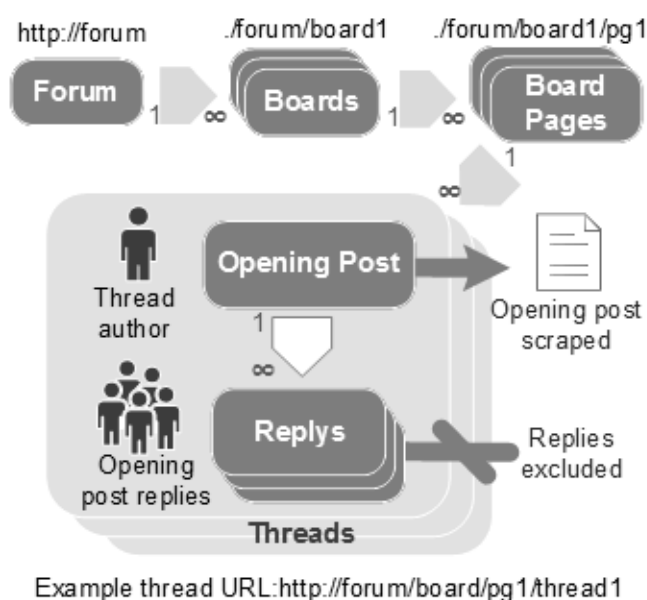 http://forum
./forum/board1
./forum/board1/pg1
Forum
1
∞
Boards
1
∞
Board
Pages
1
∞
Thread
author
Opening Post
Opening post
scraped
1
∞
Opening
post replies
Replys
Replies
excluded
Threads
Example thread URL:http://forum/board/pg1/thread1